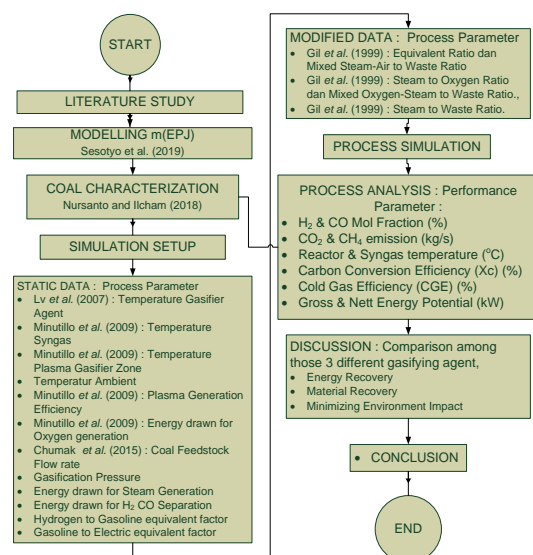 START
LITERATURE STUDY
MODELLING m(EPJ)
Sesotyo et al. (2019)
COAL CHARACTERIZATION
Nursanto and Ilcham (2018)
SIMULATION SETUP
STATIC DATA : Process Parameter
• Lv et al. (2007) : Temperature Gasifier
Agent
• Minutillo et al. (2009) : Temperature
Syngas
• Minutillo et al. (2009) : Temperature
Plasma Gasifier Zone
• Temperatur Ambient
• Minutillo et al. (2009) : Plasma Generation
Efficiency
• Minutillo et al. (2009) : Energy drawn for
Oxygen generation
• Chumak et al. (2015) : Coal Feedstock
Flow rate
• Gasification Pressure
• Energy drawn for Steam Generation
• Energy drawn for H2 CO Separation
• Hydrogen to Gasoline equivalent factor
• Gasoline to Electric equivalent factor
MODIFIED DATA : Process Parameter
• Gil et al. (1999) : Equivalent Ratio dan
Mixed Steam-Air to Waste Ratio
• Gil et al. (1999) : Steam to Oxygen Ratio
dan Mixed Oxygen-Steam to Waste Ratio.,
• Gil et al. (1999) : Steam to Waste Ratio.
PROCESS SIMULATION
PROCESS ANALYSIS : Performance
Parameter :
• H2 & CO Mol Fraction (%)
• CO2 & CH4 emission (kg/s)
• Reactor & Syngas temperature (°C)
• Carbon Conversion Efficiency (Xc) (%)
• Cold Gas Efficiency (CGE) (%)
• Gross & Nett Energy Potential (kW)
DISCUSSION : Comparison among
those 3 different gasifying agent,
• Energy Recovery
• Material Recovery
• Minimizing Environment Impact
• CONCLUSION
END